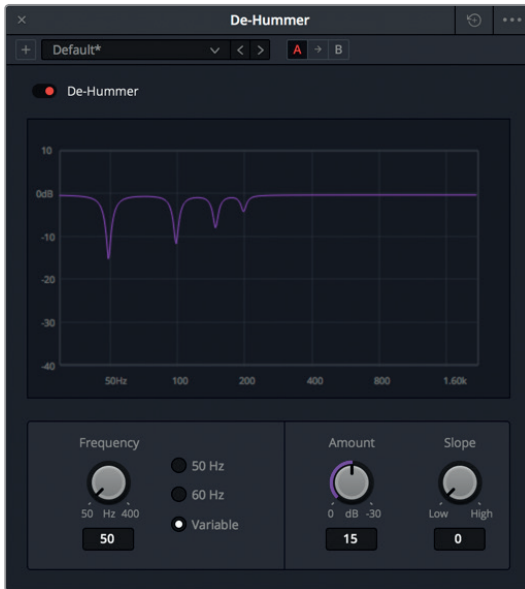 De-Hummer
Default*
A B
De-Hummer
10
0dB
-10
-20
-30
-40
50Hz 100 200 400 800 1.60k
Frequency
50 Hz 400
50
50 Hz
60 Hz
Variable
Amount
0 dB -30
15
Slope
Low High
0